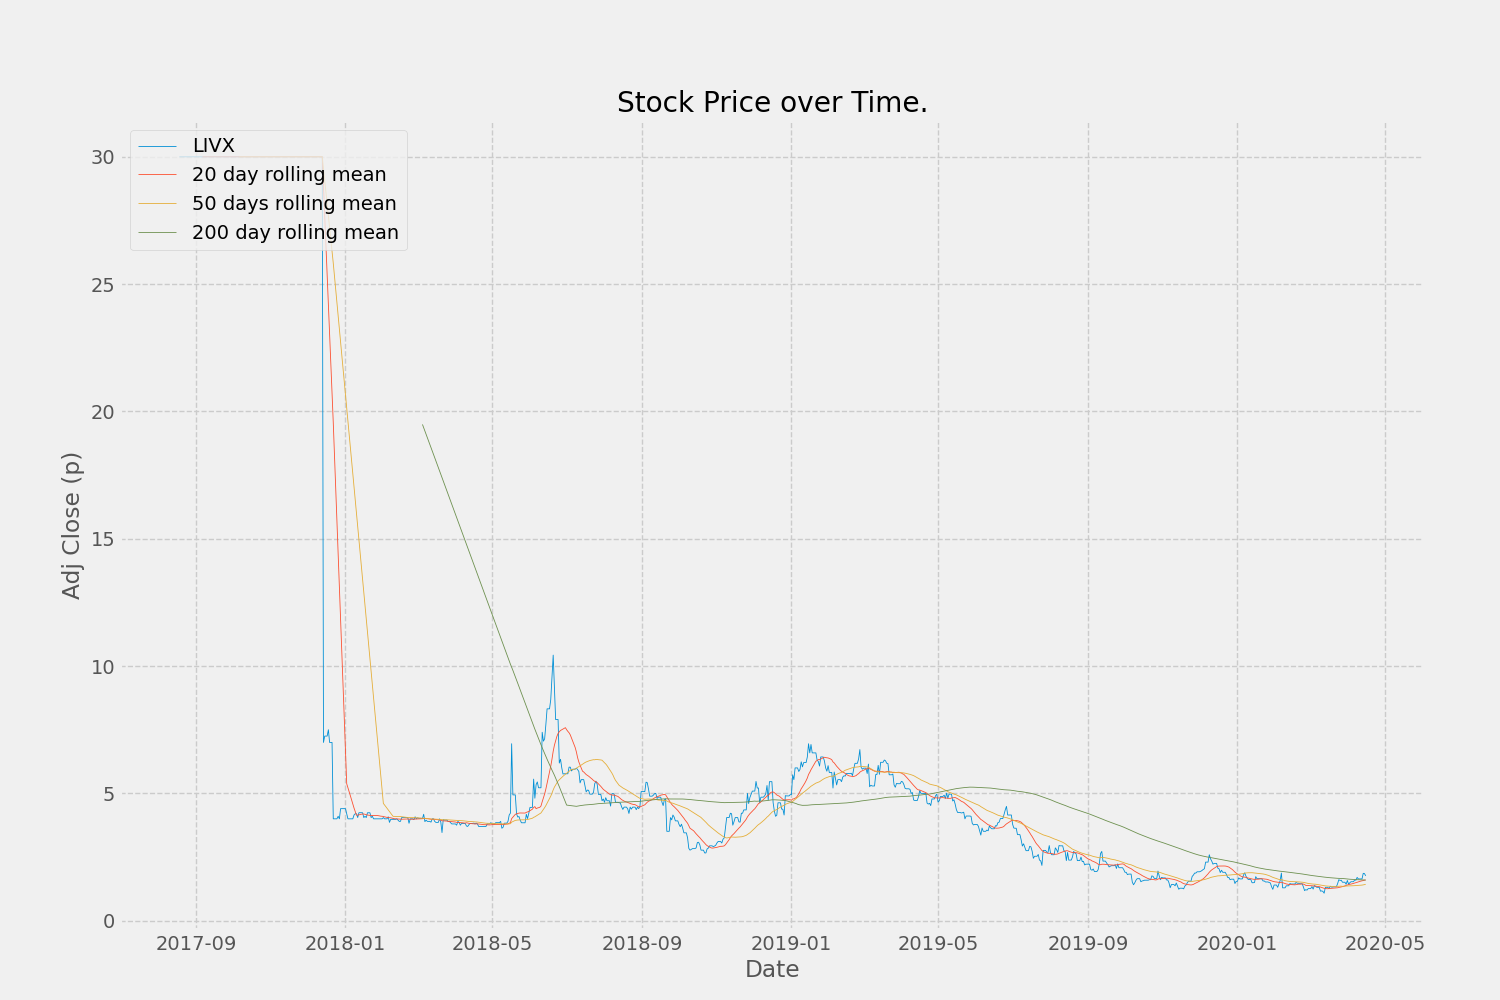 Stock Price over Time.
LIVX
20 day rolling mean
50 days rolling mean
200 day rolling mean
30
25
20
15
10
5
0
Adj Close (p)
2017-09 2018-01 2018-05 2018-09 2019-01 2019-05 2019-09 2020-01 2020-05
Date